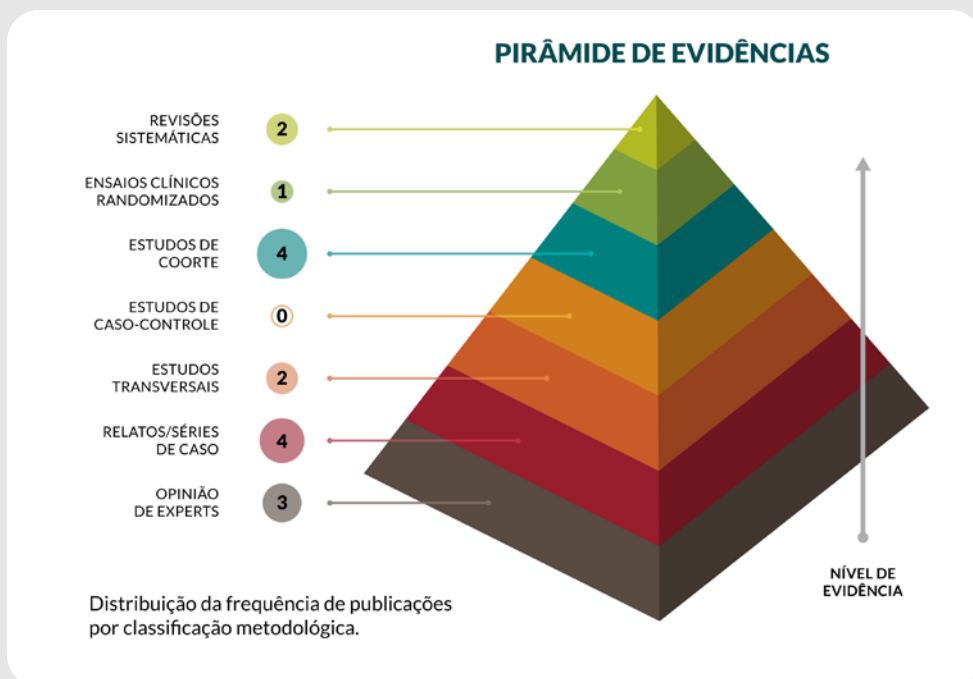 PIRÂMIDE DE EVIDÊNCIAS
REVISÕES
SISTEMÁTICAS
2
ENSAIOS CLÍNICOS
RANDOMIZADOS
1
ESTUDOS DE
COORTE
4
ESTUDOS DE
CASO-CONTROLE
0
ESTUDOS
TRANSVERSAIS
2
RELATOS/SÉRIES
DE CASO
4
OPINIÃO
DE EXPERTS
3
NÍVEL DE
EVIDÊNCIA
Distribuição da frequência de publicações
por classificação metodológica.